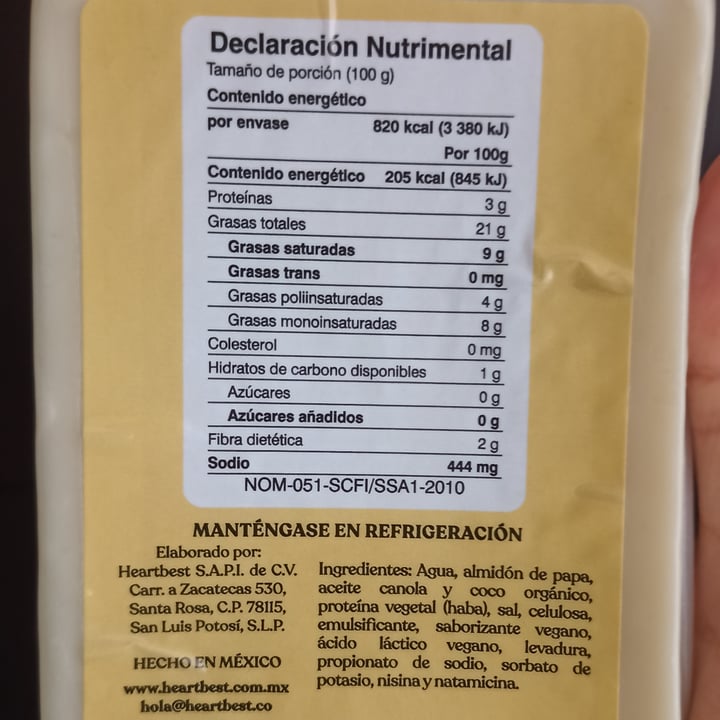 Declaración Nutrimental
Tamaño de porción (100 g)
Contenido energético
por envase 820 kcal (3 380 kJ)
Por 100g
Contenido energético 205 kcal (845 kJ)
Proteínas 3 g
Grasas totales 21 g
Grasas saturadas 9 g
Grasas trans 0 mg
Grasas poliinsaturadas 4 g
Grasas monoinsaturadas 8 g
Colesterol 0 mg
Hidratos de carbono disponibles 1 g
Azúcares 0 g
Azúcares añadidos 0 g
Fibra dietética 2 g
Sodio 444 mg
NOM-051-SCFI/SSA1-2010
MANTÉNGASE EN REFRIGERACIÓN
Elaborado por:
Heartbest S.A.P.I. de C.V.
Carr. a Zacatecas 530,
Santa Rosa, C.P. 78115,
San Luis Potosí, S.L.P.
HECHO EN MÉXICO
www.heartbest.com.mx
hola@heartbest.co
Ingredientes: Agua, almidón de papa,
aceite canola y coco orgánico,
proteína vegetal (haba), sal, celulosa,
emulsificante, saborizante vegano,
ácido láctico vegano, levadura,
propionato de sodio, sorbato de
potasio, nisina y natamicina.